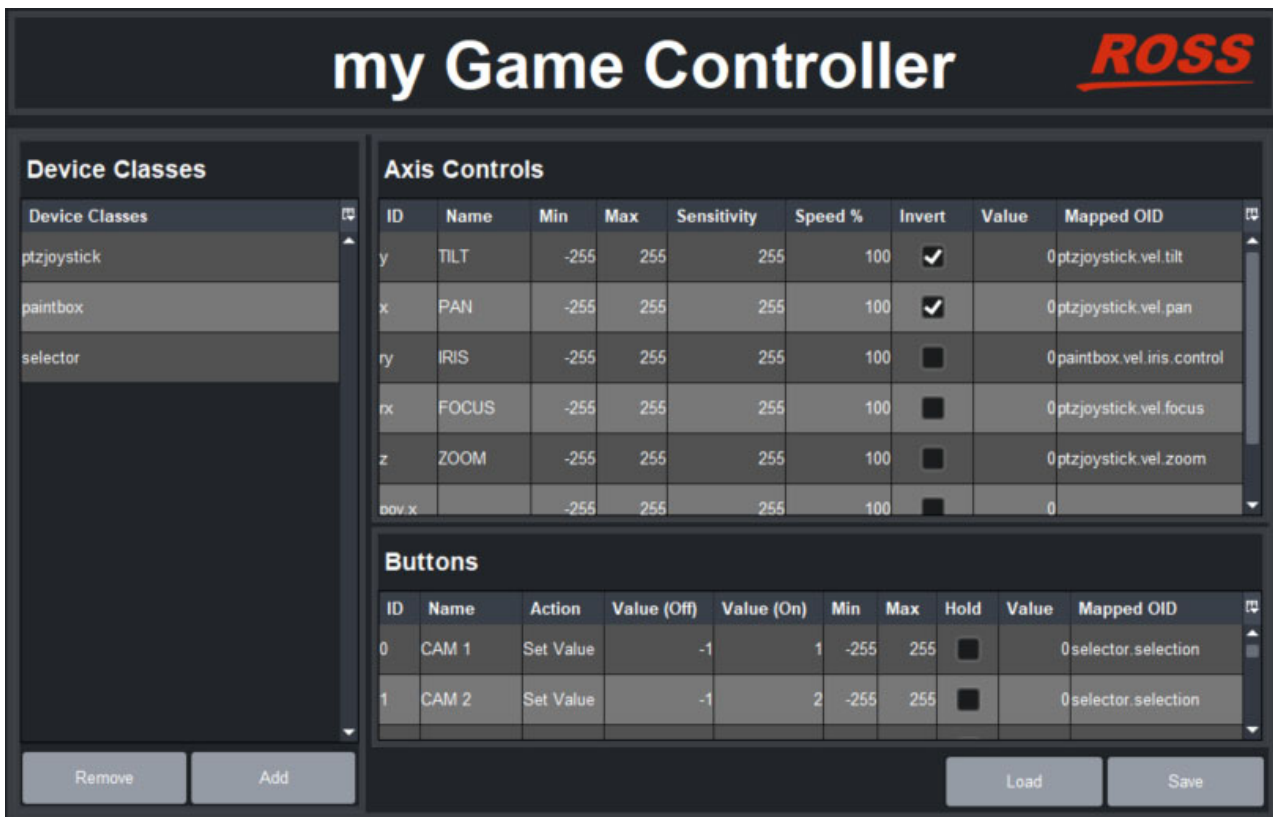 my Game Controller
ROSS
Device Classes
Device Classes
ptzjoystick
paintbox
selector
Remove Add
Axis Controls
ID Name Min Max Sensitivity Speed % Invert Value Mapped OID
y TILT -255 255 255 100 0 ptzjoystick.vel.tilt
x PAN -255 255 255 100 0 ptzjoystick.vel.pan
ry IRIS -255 255 255 100 0 paintbox.vel.iris.control
rx FOCUS -255 255 255 100 0 ptzjoystick.vel.focus
z ZOOM -255 255 255 100 0 ptzjoystick.vel.zoom
pov.x -255 255 255 100 0
Buttons
ID Name Action Value (Off) Value (On) Min Max Hold Value Mapped OID
0 CAM 1 Set Value -1 1 -255 255 0 selector.selection
1 CAM 2 Set Value -1 2 -255 255 0 selector.selection
Load Save